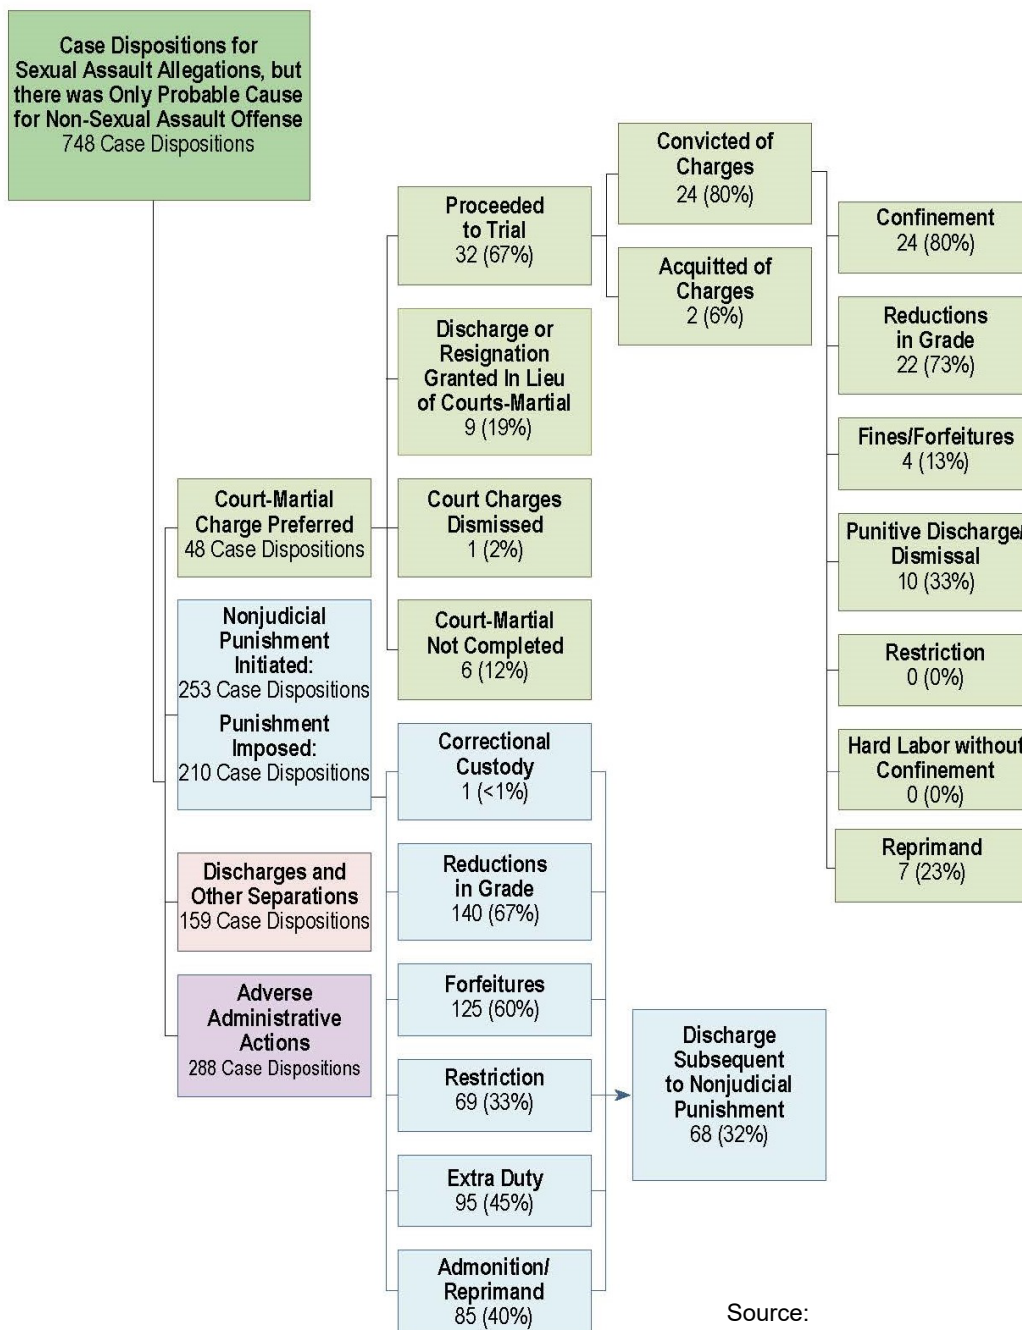 Case Dispositions for
Sexual Assault Allegations, but
there was Only Probable Cause
for Non-Sexual Assault Offense
748 Case Dispositions
Court-Martial
Charge Preferred
48 Case Dispositions
Nonjudicial
Punishment
Initiated:
253 Case Dispositions
Punishment
Imposed:
210 Case Dispositions
Discharges and
Other Separations
159 Case Dispositions
Adverse
Administrative
Actions
288 Case Dispositions
Proceeded
to Trial
32 (67%)
Discharge or
Resignation
Granted In Lieu
of Courts-Martial
9 (19%)
Court Charges
Dismissed
1 (2%)
Court-Martial
Not Completed
6 (12%)
Correctional
Custody
1 (<1%)
Reductions
in Grade
140 (67%)
Forfeitures
125 (60%)
Restriction
69 (33%)
Extra Duty
95 (45%)
Admonition/
Reprimand
85 (40%)
Convicted of
Charges
24 (80%)
Acquitted of
Charges
2 (6%)
Discharge
Subsequent
to Nonjudicial
Punishment
68 (32%)
Confinement
24 (80%)
Reductions
in Grade
22 (73%)
Fines/Forfeitures
4 (13%)
Punitive Discharge/
Dismissal
10 (33%)
Restriction
0 (0%)
Hard Labor without
Confinement
0 (0%)
Reprimand
7 (23%)
Source: